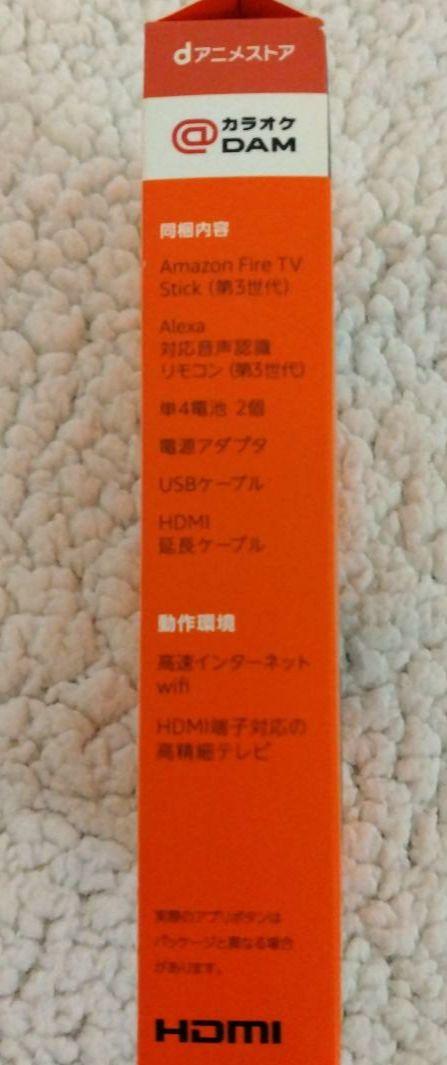 dアニメストア
@カラオケ
DAM
同梱内容
Amazon Fire TV
Stick (第3世代)
Alexa
対応音声認識
リモコン (第3世代)
単4電池 2個
電源アダプタ
USBケーブル
HDMI
延長ケーブル
動作環境
高速インターネット
wifi
HDMI端子対応の
高精細テレビ
実際のアプリボタンは
パッケージと異なる場合
があります。
HDMI